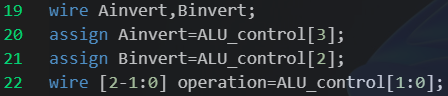 19 wire Ainvert,Binvert;
20 assign Ainvert=ALU_control[3];
21 assign Binvert=ALU_control[2];
22 wire [2-1:0] operation=ALU_control[1:0];